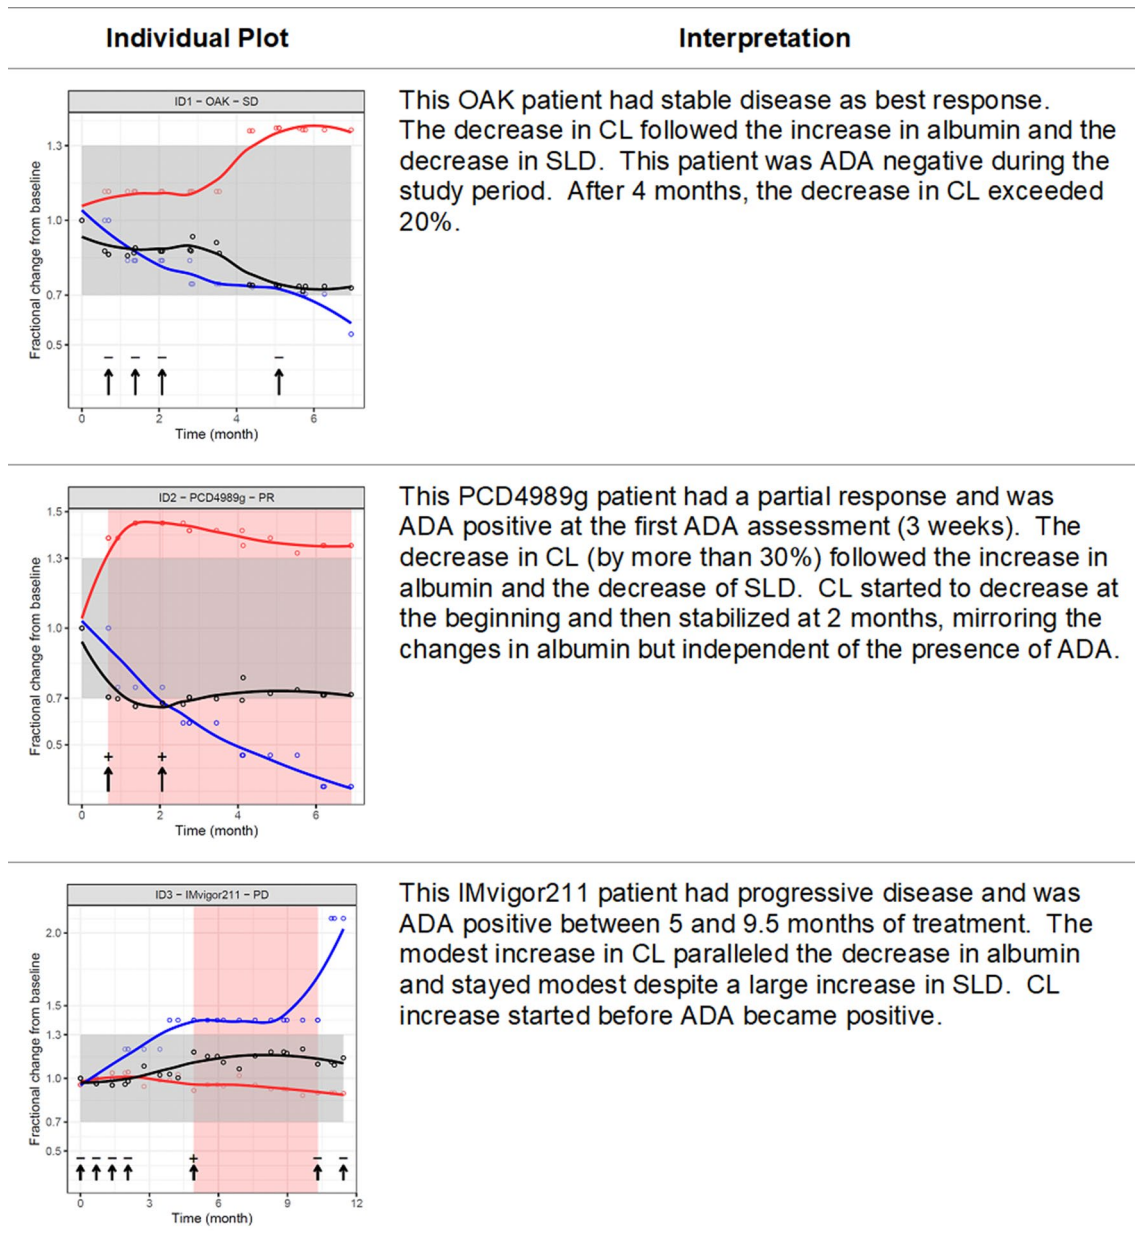 Individual Plot
Interpretation
ID1 − OAK − SD
Fractional change from baseline
1.3
1.0
0.7
0.5
− − − −
0 2 4 6
Time (month)
This OAK patient had stable disease as best response.
The decrease in CL followed the increase in albumin and the
decrease in SLD. This patient was ADA negative during the
study period. After 4 months, the decrease in CL exceeded
20%.
ID2 − PCD4989g − PR
Fractional change from baseline
1.5
1.3
1.0
0.7
0.5
+ +
0 2 4 6
Time (month)
This PCD4989g patient had a partial response and was
ADA positive at the first ADA assessment (3 weeks). The
decrease in CL (by more than 30%) followed the increase in
albumin and the decrease of SLD. CL started to decrease at
the beginning and then stabilized at 2 months, mirroring the
changes in albumin but independent of the presence of ADA.
ID3 − IMvigor211 − PD
Fractional change from baseline
2.0
1.5
1.3
1.0
0.7
0.5
− − − − + − −
0 3 6 9 12
Time (month)
This IMvigor211 patient had progressive disease and was
ADA positive between 5 and 9.5 months of treatment. The
modest increase in CL paralleled the decrease in albumin
and stayed modest despite a large increase in SLD. CL
increase started before ADA became positive.